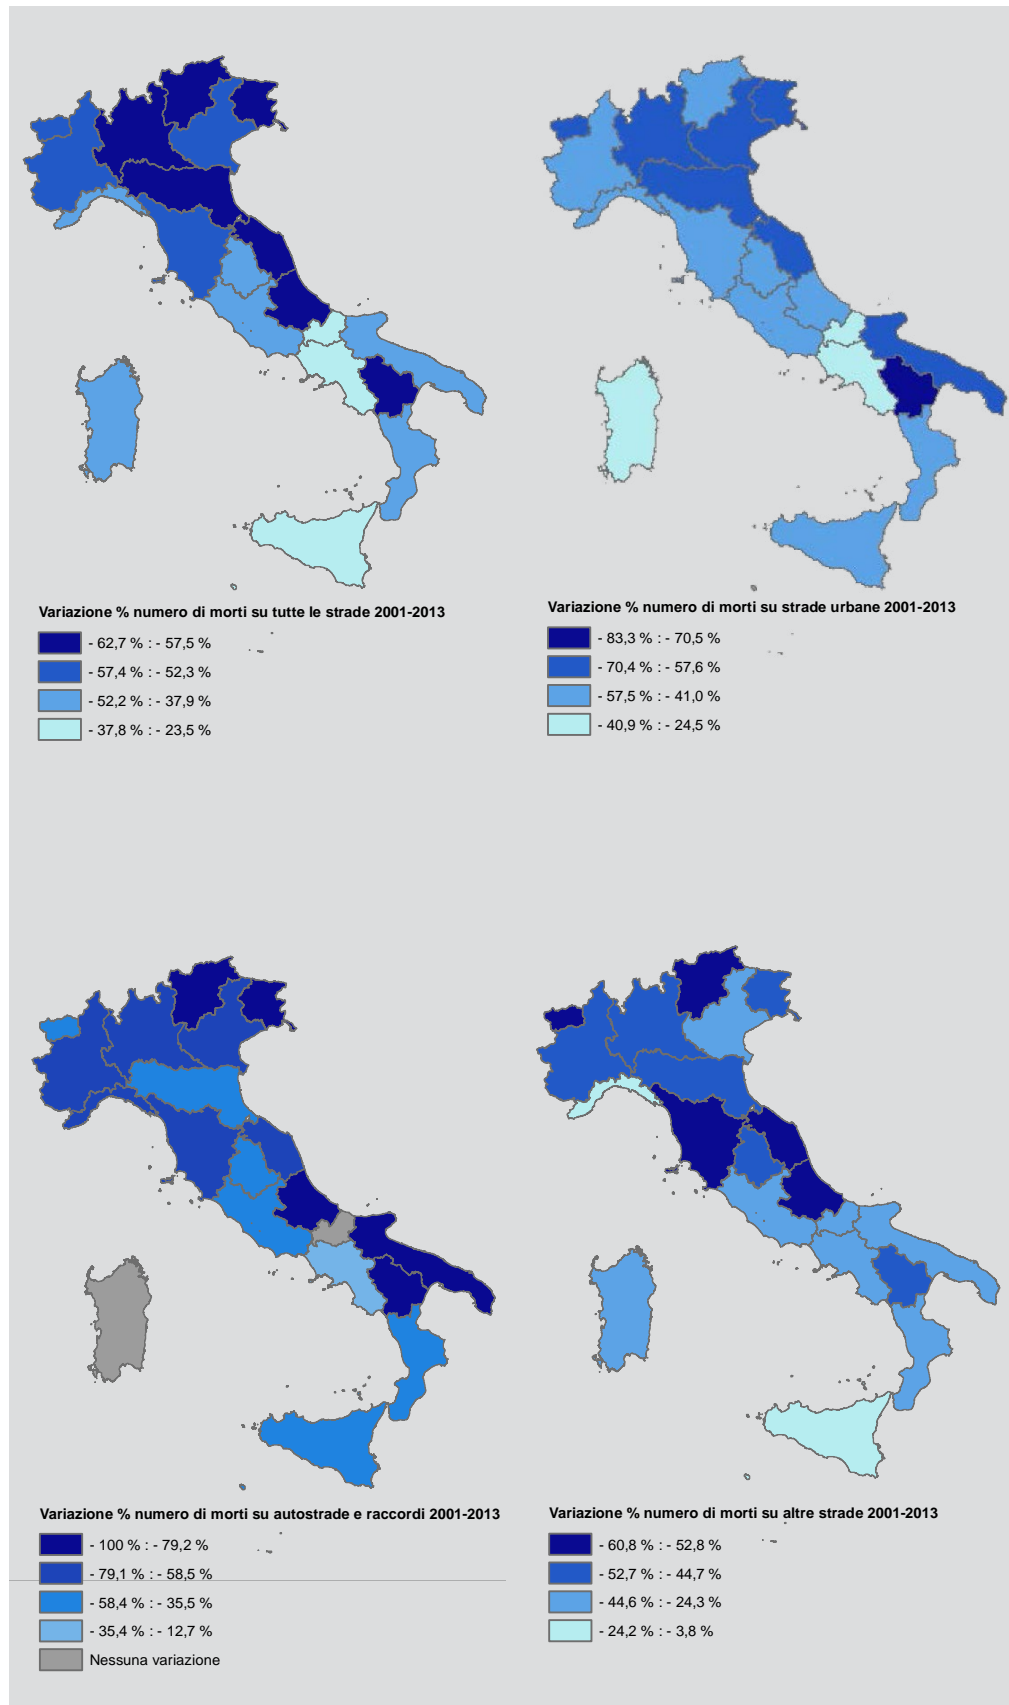 Variazione % numero di morti su tutte le strade 2001-2013
- 62,7 % : - 57,5 %
- 57,4 % : - 52,3 %
- 52,2 % : - 37,9 %
- 37,8 % : - 23,5 %
Variazione % numero di morti su strade urbane 2001-2013
- 83,3 % : - 70,5 %
- 70,4 % : - 57,6 %
- 57,5 % : - 41,0 %
- 40,9 % : - 24,5 %
Variazione % numero di morti su autostrade e raccordi 2001-2013
- 100 % : - 79,2 %
- 79,1 % : - 58,5 %
- 58,4 % : - 35,5 %
- 35,4 % : - 12,7 %
Nessuna variazione
Variazione % numero di morti su altre strade 2001-2013
- 60,8 % : - 52,8 %
- 52,7 % : - 44,7 %
- 44,6 % : - 24,3 %
- 24,2 % : - 3,8 %